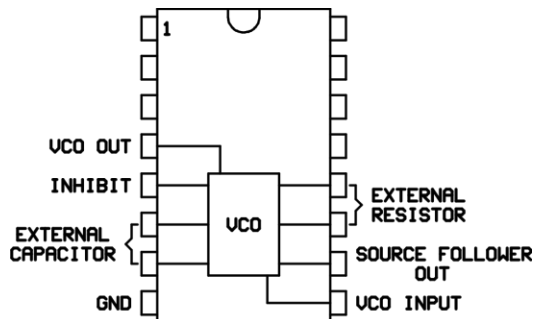 1
VCO OUT
INHIBIT
EXTERNAL
CAPACITOR
GND
VCO
EXTERNAL
RESISTOR
SOURCE FOLLOWER
OUT
VCO INPUT